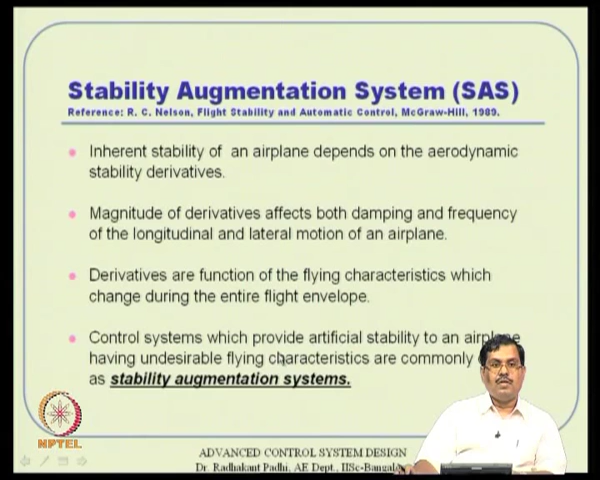 Stability Augmentation System (SAS)
Reference: R. C. Nelson, Flight Stability and Automatic Control, McGraw-Hill, 1989.
Inherent stability of an airplane depends on the aerodynamic
stability derivatives.
Magnitude of derivatives affects both damping and frequency
of the longitudinal and lateral motion of an airplane.
Derivatives are function of the flying characteristics which
change during the entire flight envelope.
Control systems which provide artificial stability to an airplane
having undesirable flying characteristics are commonly
as stability augmentation systems.
NPTEL
ADVANCED CONTROL SYSTEM DESIGN
Dr. Radhakant Padhi, AE Dept., IISc-Bangalore